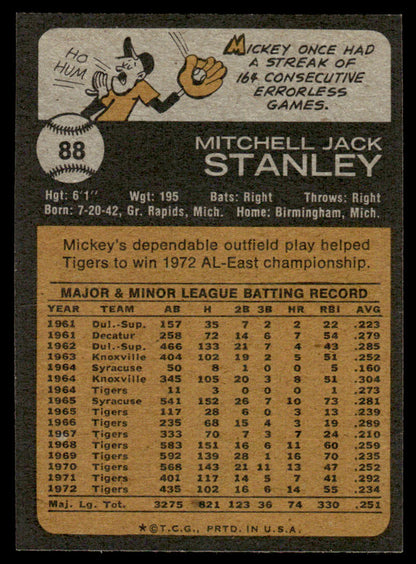 HO
HUM
MICKEY ONCE HAD
A STREAK OF
164 CONSECUTIVE
ERRORLESS
GAMES.
88
MITCHELL JACK
STANLEY
Hgt: 6'1" Wgt: 195 Bats: Right Throws: Right
Born: 7-20-42, Gr. Rapids, Mich. Home: Birmingham, Mich.
Mickey's dependable outfield play helped
Tigers to win 1972 AL-East championship.
MAJOR & MINOR LEAGUE BATTING RECORD
YEAR TEAM AB H 2B 3B HR RBI AVG
1961 Dul.-Sup. 157 35 7 2 2 22 .223
1961 Decatur 258 72 14 6 7 54 .279
1962 Dul.-Sup. 466 133 21 7 4 43 .285
1963 Knoxville 404 102 19 2 5 51 .252
1964 Syracuse 50 8 1 0 0 5 .160
1964 Knoxville 345 105 20 3 8 51 .304
1964 Tigers 11 3 0 0 0 1 .273
1965 Syracuse 541 152 26 7 10 73 .281
1965 Tigers 117 28 6 0 3 13 .239
1966 Tigers 235 68 15 4 3 19 .289
1967 Tigers 333 70 7 3 7 24 .210
1968 Tigers 583 151 16 6 11 60 .259
1969 Tigers 592 139 28 1 16 70 .235
1970 Tigers 568 143 21 11 13 47 .252
1971 Tigers 401 117 14 5 7 41 .292
1972 Tigers 435 102 16 6 14 55 .234
Maj. Lg. Tot. 3275 821 123 36 74 330 .251
*©T.C.G., PRTD. IN U.S.A.